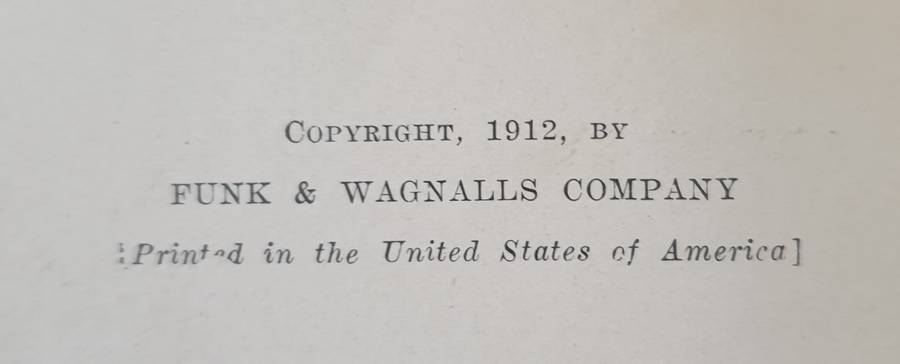 COPYRIGHT, 1912, BY
FUNK & WAGNALLS COMPANY
[Printed in the United States of America]